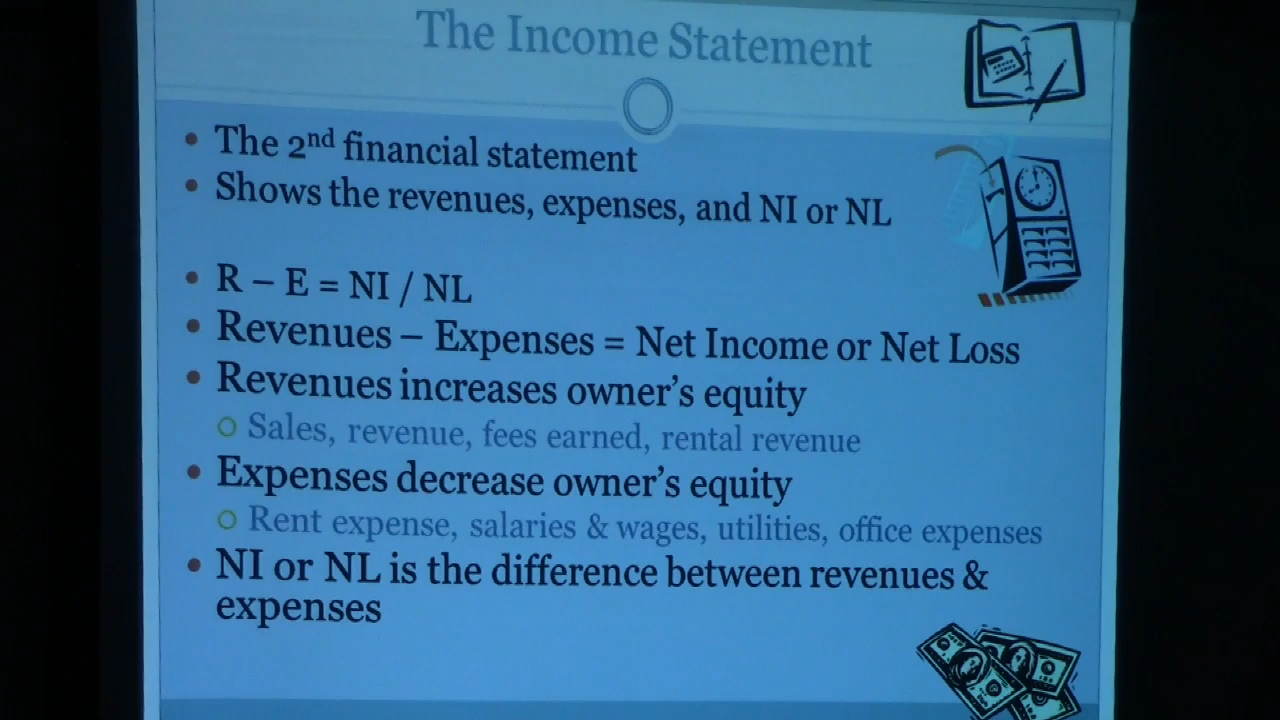 The Income Statement
• The 2nd financial statement
• Shows the revenues, expenses, and NI or NL
• R – E = NI / NL
• Revenues – Expenses = Net Income or Net Loss
• Revenues increases owner's equity
○ Sales, revenue, fees earned, rental revenue
• Expenses decrease owner's equity
○ Rent expense, salaries & wages, utilities, office expenses
• NI or NL is the difference between revenues &
expenses